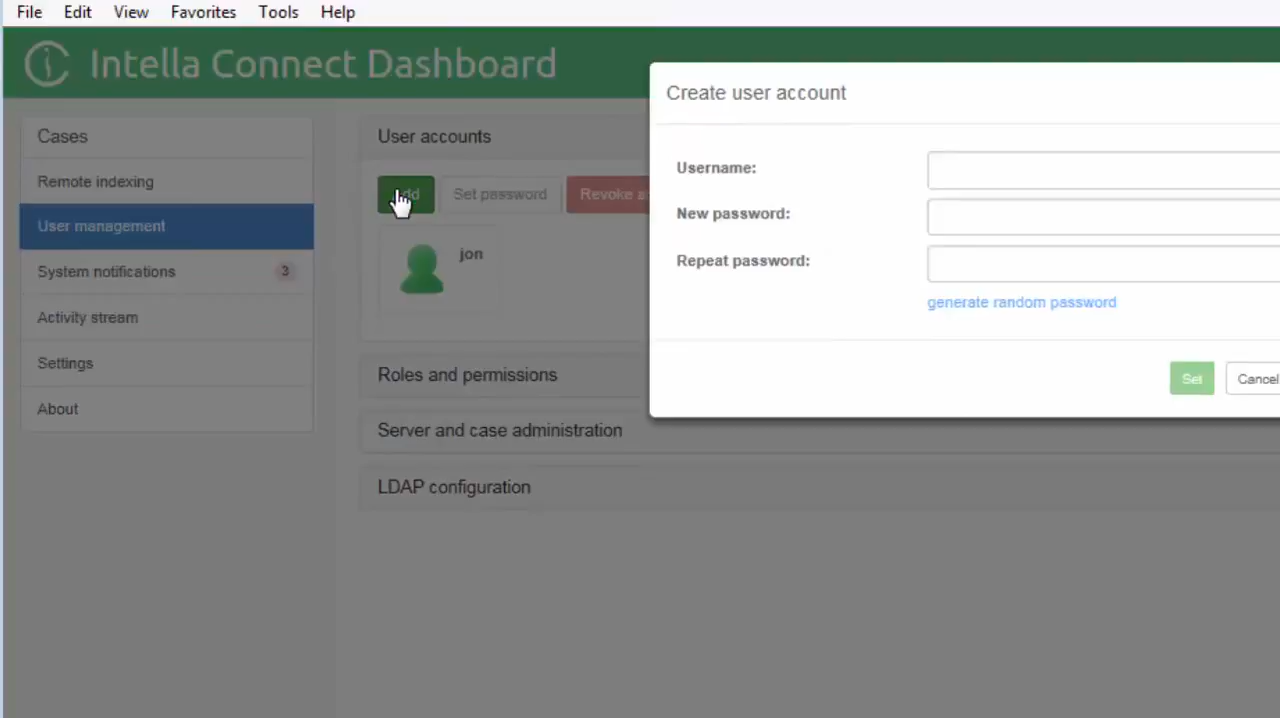 File Edit View Favorites Tools Help
Intella Connect Dashboard
Cases
Remote indexing
User management
System notifications 3
Activity stream
Settings
About
User accounts
Set password Revoke
jon
Roles and permissions
Server and case administration
LDAP configuration
Create user account
Username:
New password:
Repeat password:
generate random password
Set Cancel